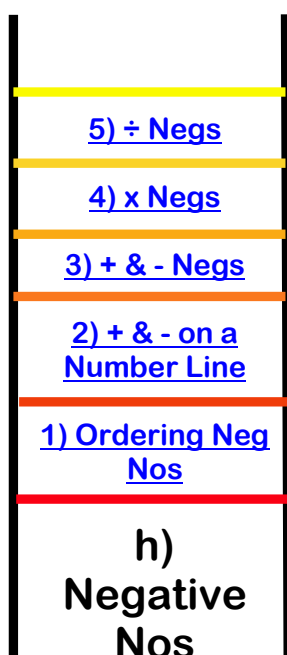 5) ÷ Negs
4) x Negs
3) + & - Negs
2) + & - on a
Number Line
1) Ordering Neg
Nos
h)
Negative
Nos